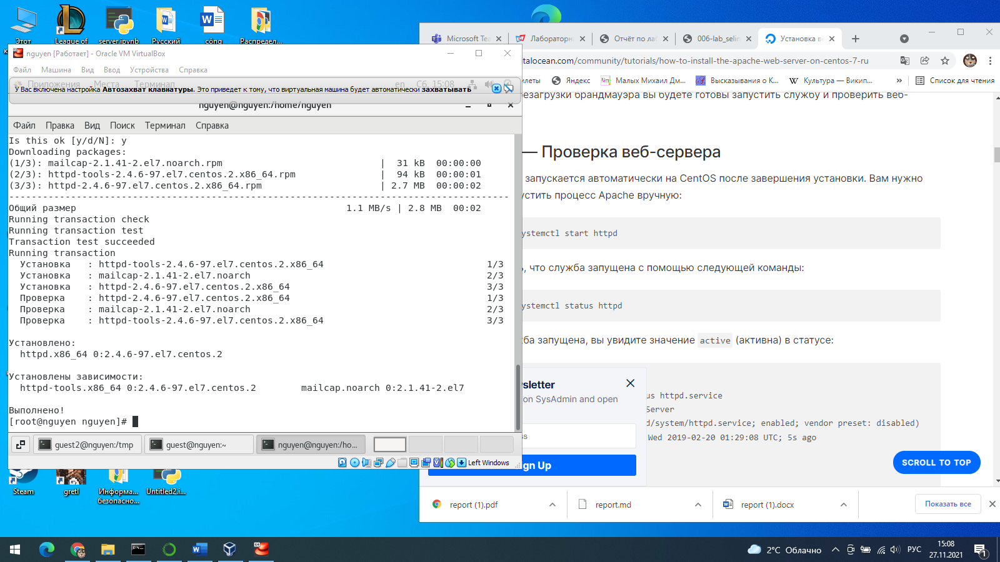 Этот
League of
server.ipynb
Русский
công
Распредел...
nguyen [Работает] - Oracle VM VirtualBox
Файл Машина Вид Ввод Устройства Справка
Приложения Места Терминал en Сб, 15:08
У Вас включена настройка Автозахват клавиатуры. Это приведет к тому, что виртуальная машина будет автоматически захватывать
nguyen@nguyen:/home/nguyen
Файл Правка Вид Поиск Терминал Справка
Is this ok [y/d/N]: y
Downloading packages:
(1/3): mailcap-2.1.41-2.el7.noarch.rpm | 31 kB 00:00:00
(2/3): httpd-tools-2.4.6-97.el7.centos.2.x86_64.rpm | 94 kB 00:00:01
(3/3): httpd-2.4.6-97.el7.centos.2.x86_64.rpm | 2.7 MB 00:00:02
--------------------------------------------------------------------------------
Общий размер 1.1 MB/s | 2.8 MB 00:02
Running transaction check
Running transaction test
Transaction test succeeded
Running transaction
Установка : httpd-tools-2.4.6-97.el7.centos.2.x86_64 1/3
Установка : mailcap-2.1.41-2.el7.noarch 2/3
Установка : httpd-2.4.6-97.el7.centos.2.x86_64 3/3
Проверка : httpd-2.4.6-97.el7.centos.2.x86_64 1/3
Проверка : mailcap-2.1.41-2.el7.noarch 2/3
Проверка : httpd-tools-2.4.6-97.el7.centos.2.x86_64 3/3
Установлено:
httpd.x86_64 0:2.4.6-97.el7.centos.2
Установлены зависимости:
httpd-tools.x86_64 0:2.4.6-97.el7.centos.2 mailcap.noarch 0:2.1.41-2.el7
Выполнено!
[root@nguyen nguyen]#
guest2@nguyen:/tmp guest@nguyen:~ nguyen@nguyen:/ho...
Left Windows
Steam
gretl
Информа...
безопасно...
Untitled2.i...
Microsoft Tea
Лабораторн
Отчёт по лаб
006-lab_selin
Установка ве
talocean.com/community/tutorials/how-to-install-the-apache-web-server-on-centos-7-ru
илеты Яндекс Малых Михаил Дм... Высказывания о К... W Культура — Викип... » Список для чтения
езагрузки брандмауэра вы будете готовы запустить службу и проверить веб-
— Проверка веб-сервера
запускается автоматически на CentOS после завершения установки. Вам нужно
устить процесс Apache вручную:
ystemctl start httpd
ь, что служба запущена с помощью следующей команды:
ystemctl status httpd
жба запущена, вы увидите значение active (активна) в статусе:
us httpd.service
Server
d/system/httpd.service; enabled; vendor preset: disabled)
Wed 2019-02-20 01:29:08 UTC; 5s ago
sletter
on SysAdmin and open
ss
gn Up
SCROLL TO TOP
report (1).pdf
report.md
report (1).docx
Показать все
2°C Облачно
РУС
15:08
27.11.2021
1